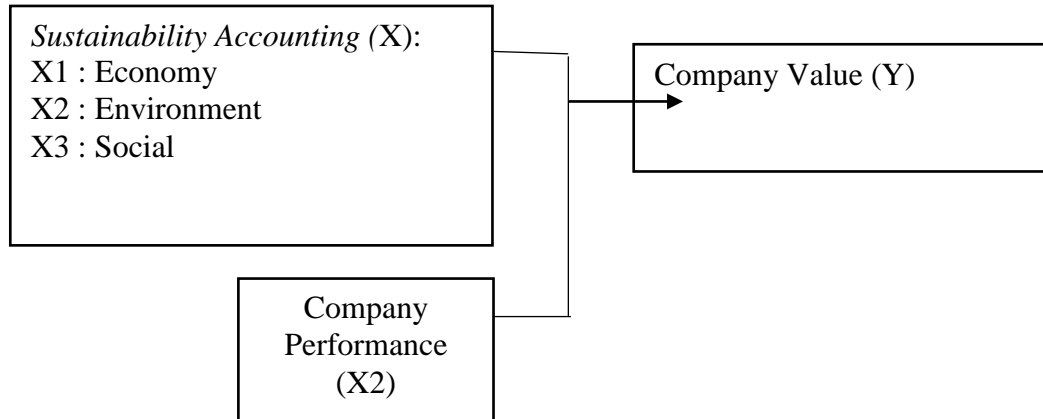 Sustainability Accounting (X):
X1 : Economy
X2 : Environment
X3 : Social
Company Value (Y)
Company
Performance
(X2)